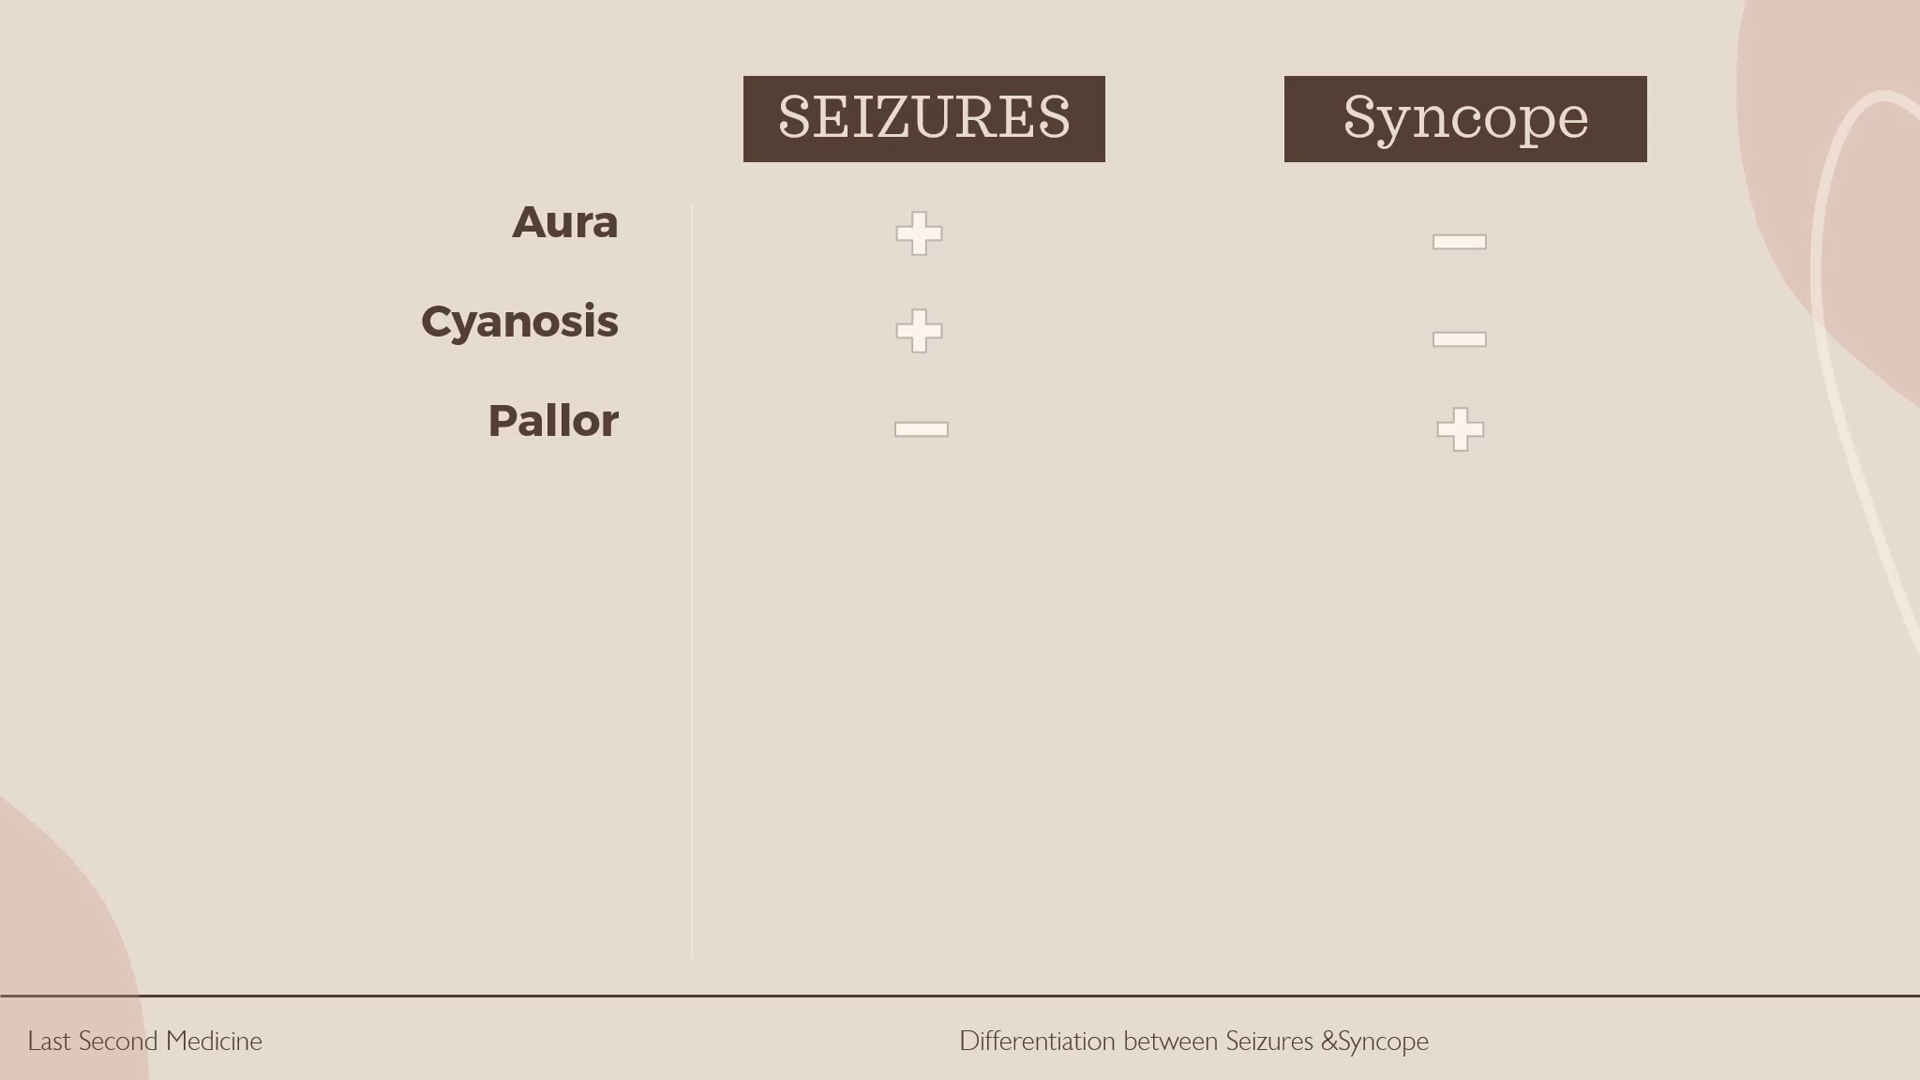 SEIZURES Syncope
Aura + −
Cyanosis + −
Pallor − +
Last Second Medicine Differentiation between Seizures &Syncope